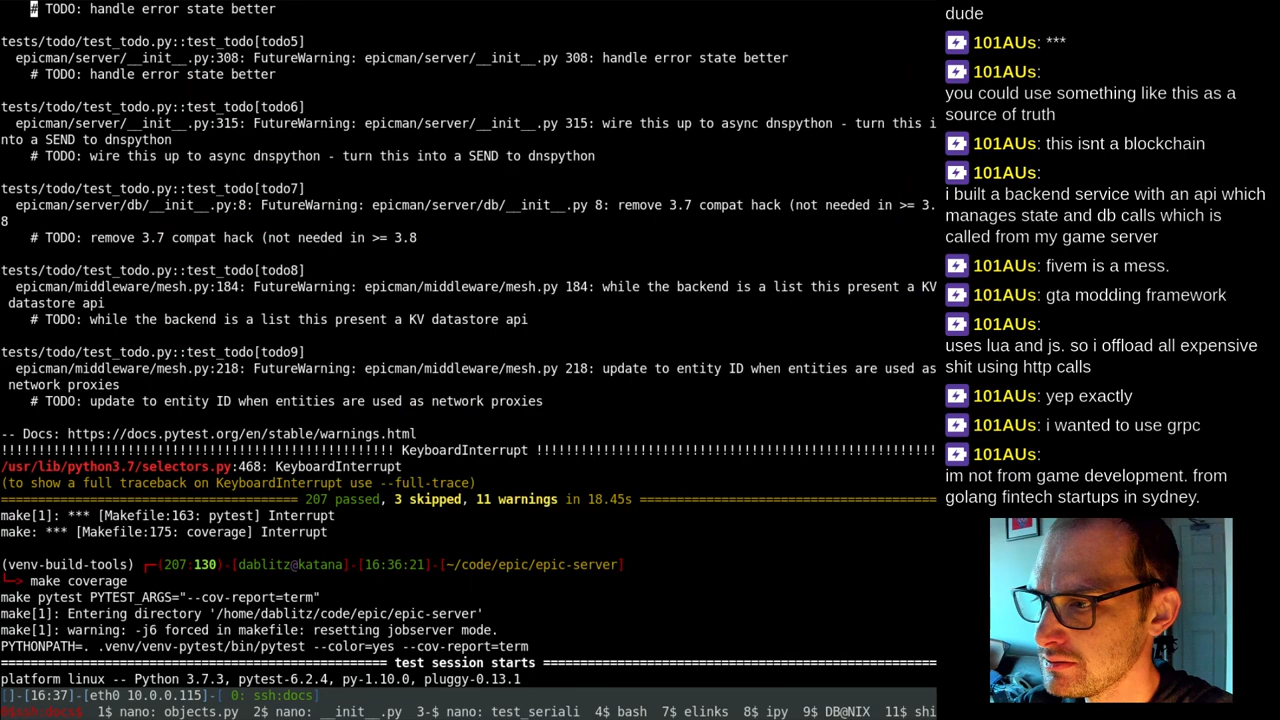 # TODO: handle error state better
tests/todo/test_todo.py::test_todo[todo5]
epicman/server/__init__.py:308: FutureWarning: epicman/server/__init__.py 308: handle error state better
# TODO: handle error state better
tests/todo/test_todo.py::test_todo[todo6]
epicman/server/__init__.py:315: FutureWarning: epicman/server/__init__.py 315: wire this up to async dnspython - turn this i
nto a SEND to dnspython
# TODO: wire this up to async dnspython - turn this into a SEND to dnspython
tests/todo/test_todo.py::test_todo[todo7]
epicman/server/db/__init__.py:8: FutureWarning: epicman/server/db/__init__.py 8: remove 3.7 compat hack (not needed in >= 3.
8
# TODO: remove 3.7 compat hack (not needed in >= 3.8
tests/todo/test_todo.py::test_todo[todo8]
epicman/middleware/mesh.py:184: FutureWarning: epicman/middleware/mesh.py 184: while the backend is a list this present a KV
datastore api
# TODO: while the backend is a list this present a KV datastore api
tests/todo/test_todo.py::test_todo[todo9]
epicman/middleware/mesh.py:218: FutureWarning: epicman/middleware/mesh.py 218: update to entity ID when entities are used as
network proxies
# TODO: update to entity ID when entities are used as network proxies
-- Docs: https://docs.pytest.org/en/stable/warnings.html
!!!!!!!!!!!!!!!!!!!!!!!!!!!!!!!!!!!!!!!!!!!!!!!!!!!!! KeyboardInterrupt !!!!!!!!!!!!!!!!!!!!!!!!!!!!!!!!!!!!!!!!!!!!!!!!!!!!!
/usr/lib/python3.7/selectors.py:468: KeyboardInterrupt
(to show a full traceback on KeyboardInterrupt use --full-trace)
======================================== 207 passed, 3 skipped, 11 warnings in 18.45s ========================================
make[1]: *** [Makefile:163: pytest] Interrupt
make: *** [Makefile:175: coverage] Interrupt
(venv-build-tools) ┌─(207:130)-[dablitz@katana]-[16:36:21]-[~/code/epic/epic-server]
└─> make coverage
make pytest PYTEST_ARGS="--cov-report=term"
make[1]: Entering directory '/home/dablitz/code/epic/epic-server'
make[1]: warning: -j6 forced in makefile: resetting jobserver mode.
PYTHONPATH=. .venv/venv-pytest/bin/pytest --color=yes --cov-report=term
==================================================== test session starts =====================================================
platform linux -- Python 3.7.3, pytest-6.2.4, py-1.10.0, pluggy-0.13.1
[]-[16:37]-[eth0 10.0.0.115]-[ 0: ssh:docs]
0$ssh:docs$ 1$ nano: objects.py 2$ nano: __init__.py 3-$ nano: test_seriali 4$ bash 7$ elinks 8$ ipy 9$ DB@NIX 11$ shi
dude
101AUs: ***
101AUs:
you could use something like this as a
source of truth
101AUs: this isnt a blockchain
101AUs:
i built a backend service with an api which
manages state and db calls which is
called from my game server
101AUs: fivem is a mess.
101AUs: gta modding framework
101AUs:
uses lua and js. so i offload all expensive
shit using http calls
101AUs: yep exactly
101AUs: i wanted to use grpc
101AUs:
im not from game development. from
golang fintech startups in sydney.